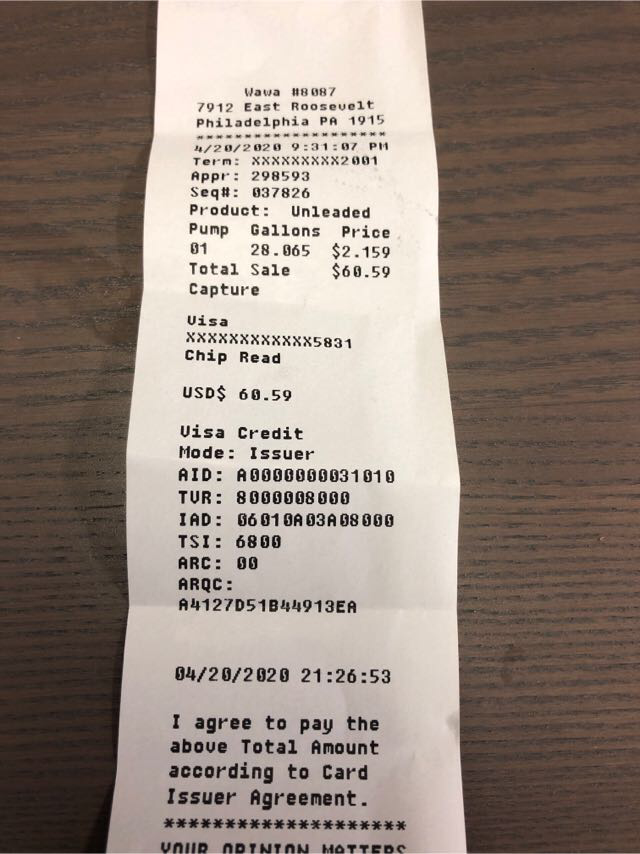 Wawa #8087
7912 East Roosevelt
Philadelphia PA 1915
********************
4/20/2020 9:31:07 PM
Term: XXXXXXXXX2001
Appr: 298593
Seq#: 037826
Product: Unleaded
Pump Gallons Price
01 28.065 $2.159
Total Sale $60.59
Capture
Visa
XXXXXXXXXXXX5831
Chip Read
USD$ 60.59
Visa Credit
Mode: Issuer
AID: A0000000031010
TVR: 8000008000
IAD: 06010A03A08000
TSI: 6800
ARC: 00
ARQC:
A4127D51B44913EA
04/20/2020 21:26:53
I agree to pay the
above Total Amount
according to Card
Issuer Agreement.
*********************
YOUR OPINION MATTERS